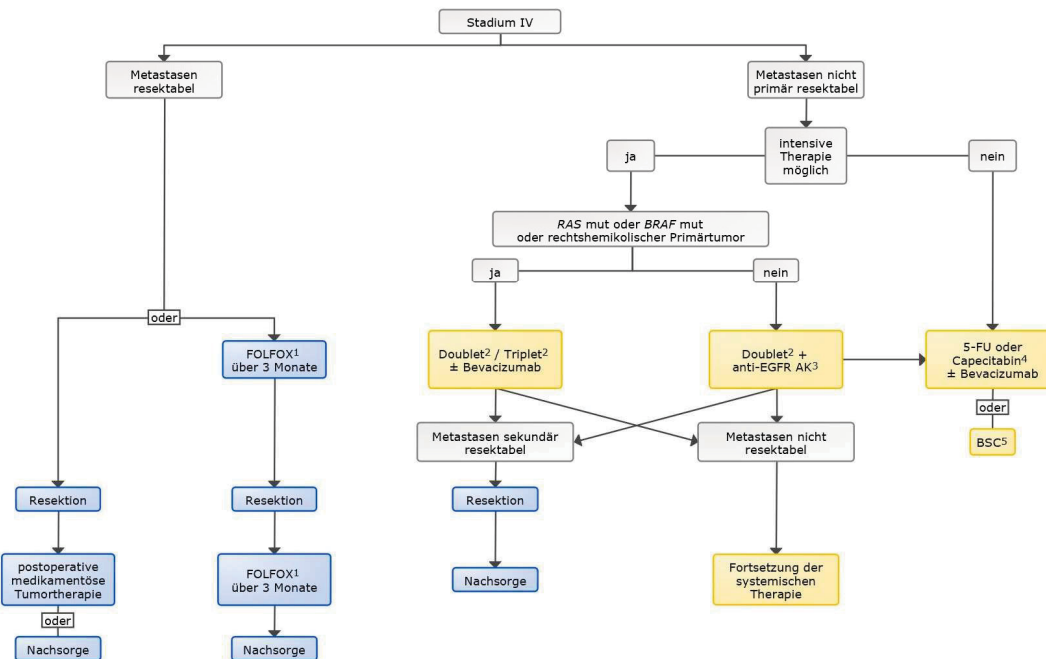 Stadium IV
Metastasen
resektabel
Metastasen nicht
primär resektabel
intensive
Therapie
möglich
ja
nein
RAS mut oder BRAF mut
oder rechtshemikolischer Primärtumor
ja
nein
oder
FOLFOX¹
über 3 Monate
Doublet² / Triplet²
± Bevacizumab
Doublet² +
anti-EGFR AK³
5-FU oder
Capecitabin⁴
± Bevacizumab
oder
BSC⁵
Metastasen sekundär
resektabel
Metastasen nicht
resektabel
Resektion
Resektion
Resektion
postoperative
medikamentöse
Tumortherapie
FOLFOX¹
über 3 Monate
Nachsorge
Fortsetzung der
systemischen
Therapie
oder
Nachsorge
Nachsorge